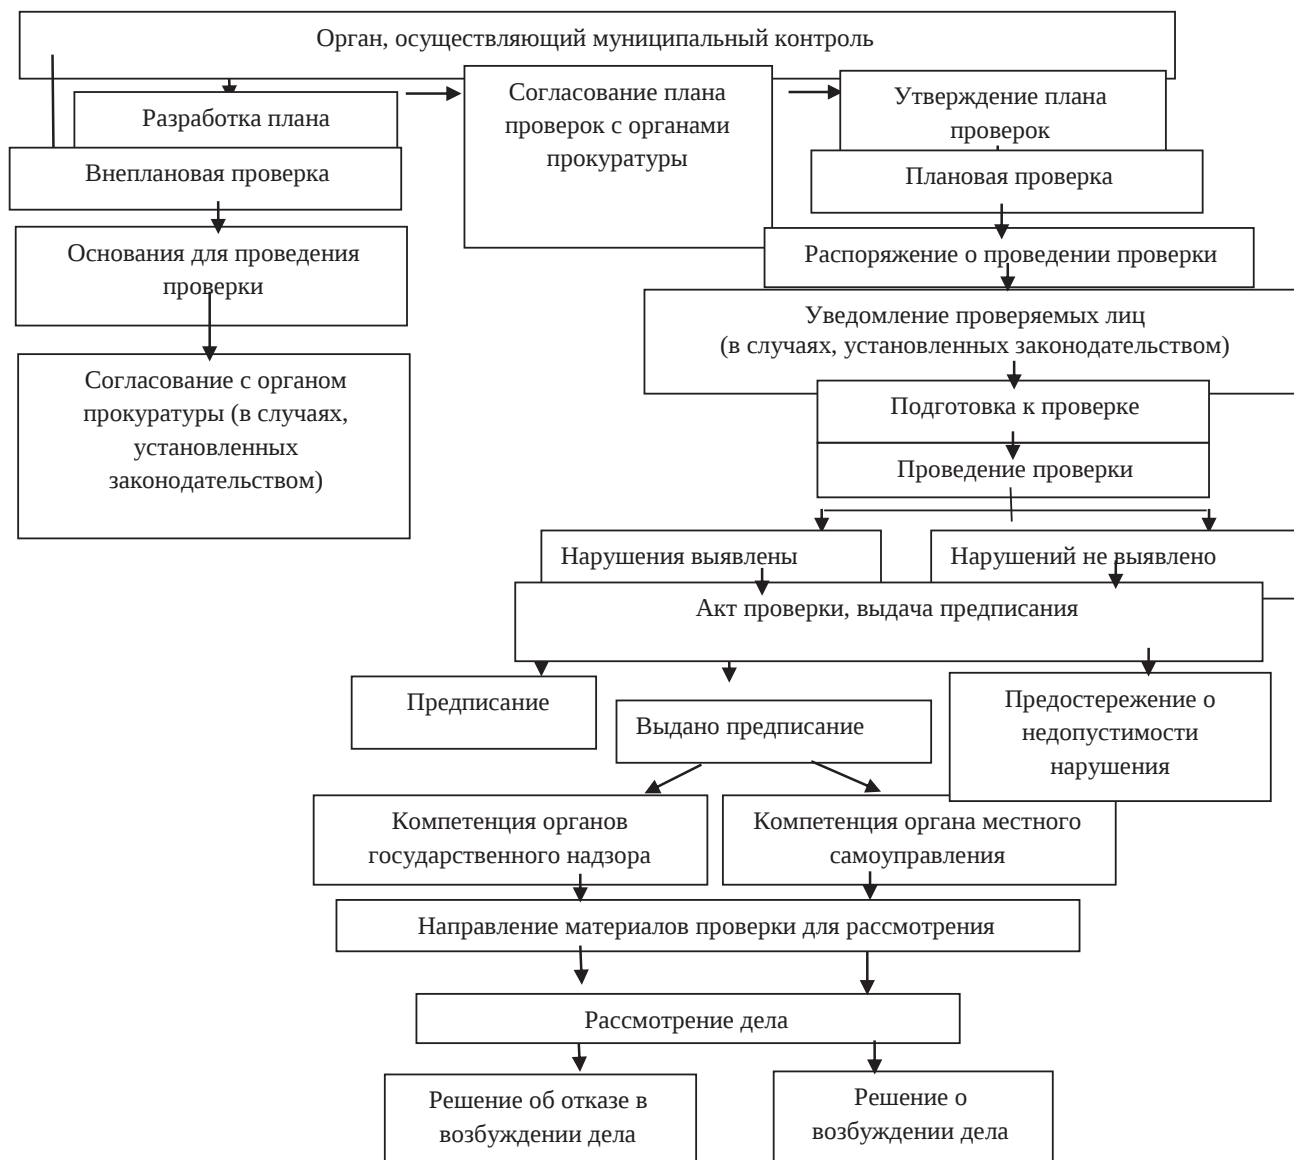 Орган, осуществляющий муниципальный контроль
Разработка плана
Согласование плана
проверок с органами
прокуратуры
Утверждение плана
проверок
Внеплановая проверка
Плановая проверка
Основания для проведения
проверки
Распоряжение о проведении проверки
Уведомление проверяемых лиц
(в случаях, установленных законодательством)
Согласование с органом
прокуратуры (в случаях,
установленных
законодательством)
Подготовка к проверке
Проведение проверки
Нарушения выявлены
Нарушений не выявлено
Акт проверки, выдача предписания
Предписание
Выдано предписание
Предостережение о
недопустимости
нарушения
Компетенция органов
государственного надзора
Компетенция органа местного
самоуправления
Направление материалов проверки для рассмотрения
Рассмотрение дела
Решение об отказе в
возбуждении дела
Решение о
возбуждении дела